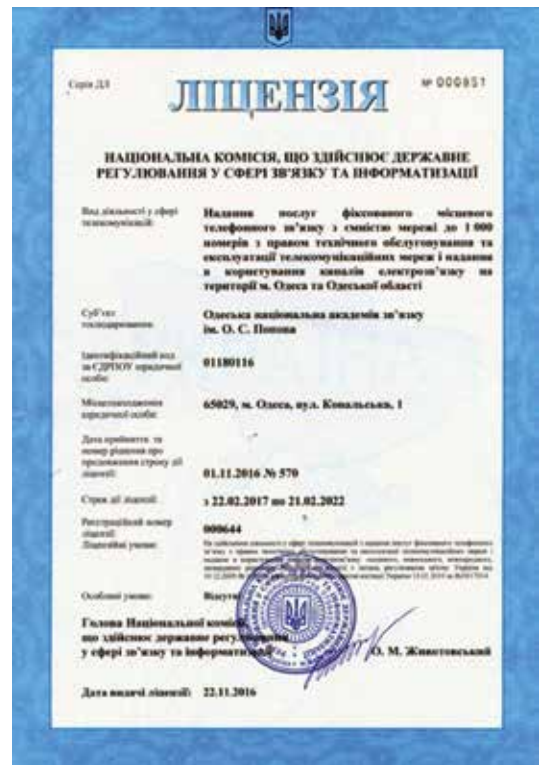 Серія ДЛ
ЛІЦЕНЗІЯ
№ 000851
НАЦІОНАЛЬНА КОМІСІЯ, ЩО ЗДІЙСНЮЄ ДЕРЖАВНЕ
РЕГУЛЮВАННЯ У СФЕРІ ЗВ'ЯЗКУ ТА ІНФОРМАТИЗАЦІЇ
Вид діяльності у сфері
телекомунікацій:
Надання послуг фіксованого місцевого
телефонного зв'язку з ємністю мережі до 1 000
номерів з правом технічного обслуговування та
експлуатації телекомунікаційних мереж і надання
в користування каналів електрозв'язку на
території м. Одеса та Одеської області
Суб'єкт
господарювання:
Одеська національна академія зв'язку
ім. О. С. Попова
Ідентифікаційний код
за ЄДРПОУ юридичної
особи:
01180116
Місцезнаходження
юридичної особи:
65029, м. Одеса, вул. Ковальська, 1
Дата прийняття та
номер рішення про
продовження строку дії
ліцензії:
01.11.2016 № 570
Строк дії ліцензії:
з 22.02.2017 по 21.02.2022
Реєстраційний номер
ліцензії:
000644
Ліцензійні умови:
Особливі умови:
Голова Національної
що здійснює державне
у сфері зв'язку та
О. М. Животовський
Дата видачі ліцензії:
22.11.2016